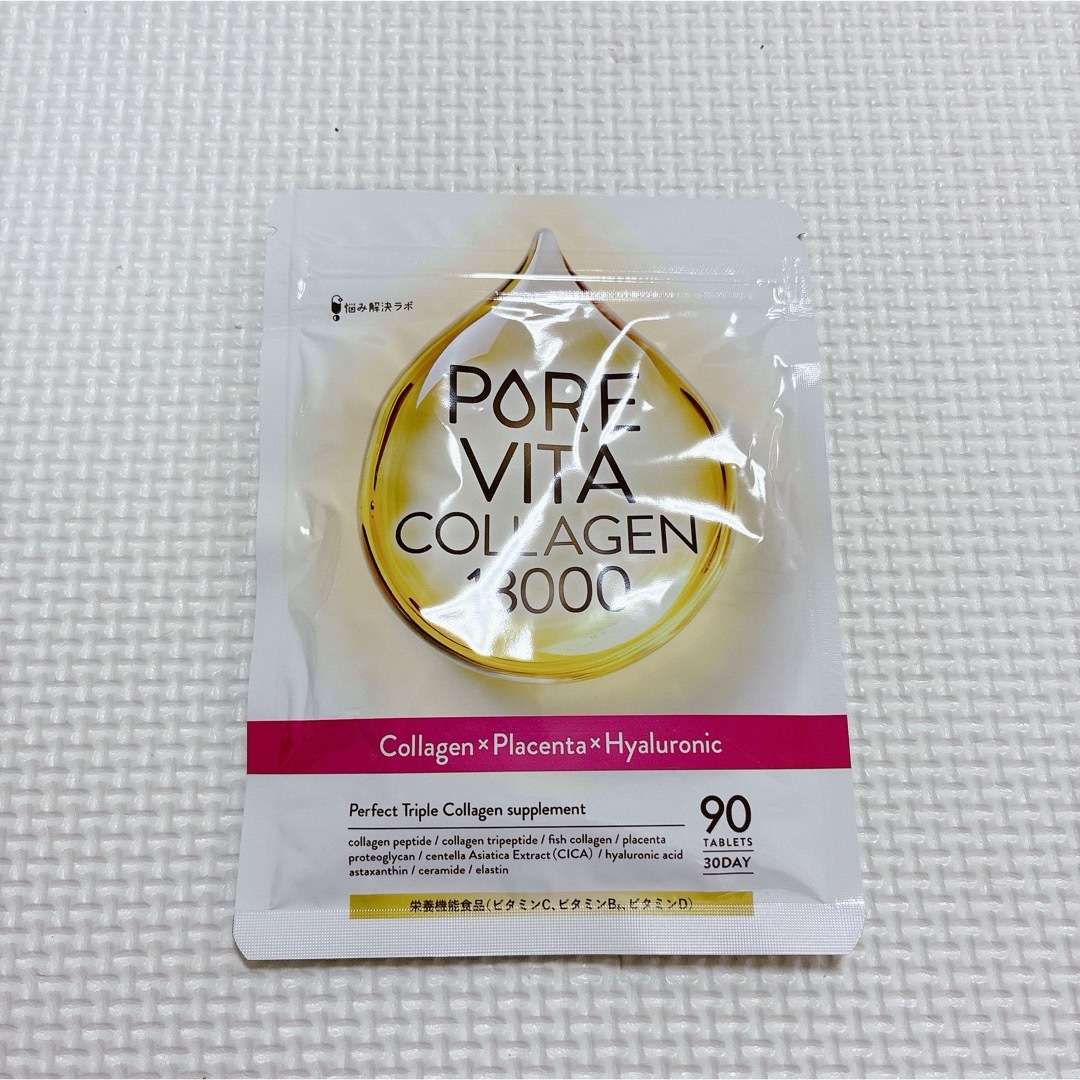 悩み解決ラボ
PORE
VITA
COLLAGEN
18000
Collagen×Placenta×Hyaluronic
Perfect Triple Collagen supplement
collagen peptide / collagen tripeptide / fish collagen / placenta
proteoglycan / centella Asiatica Extract (CICA) / hyaluronic acid
astaxanthin / ceramide / elastin
90
TABLETS
30DAY
栄養機能食品(ビタミンC、ビタミンB₁、ビタミンD)